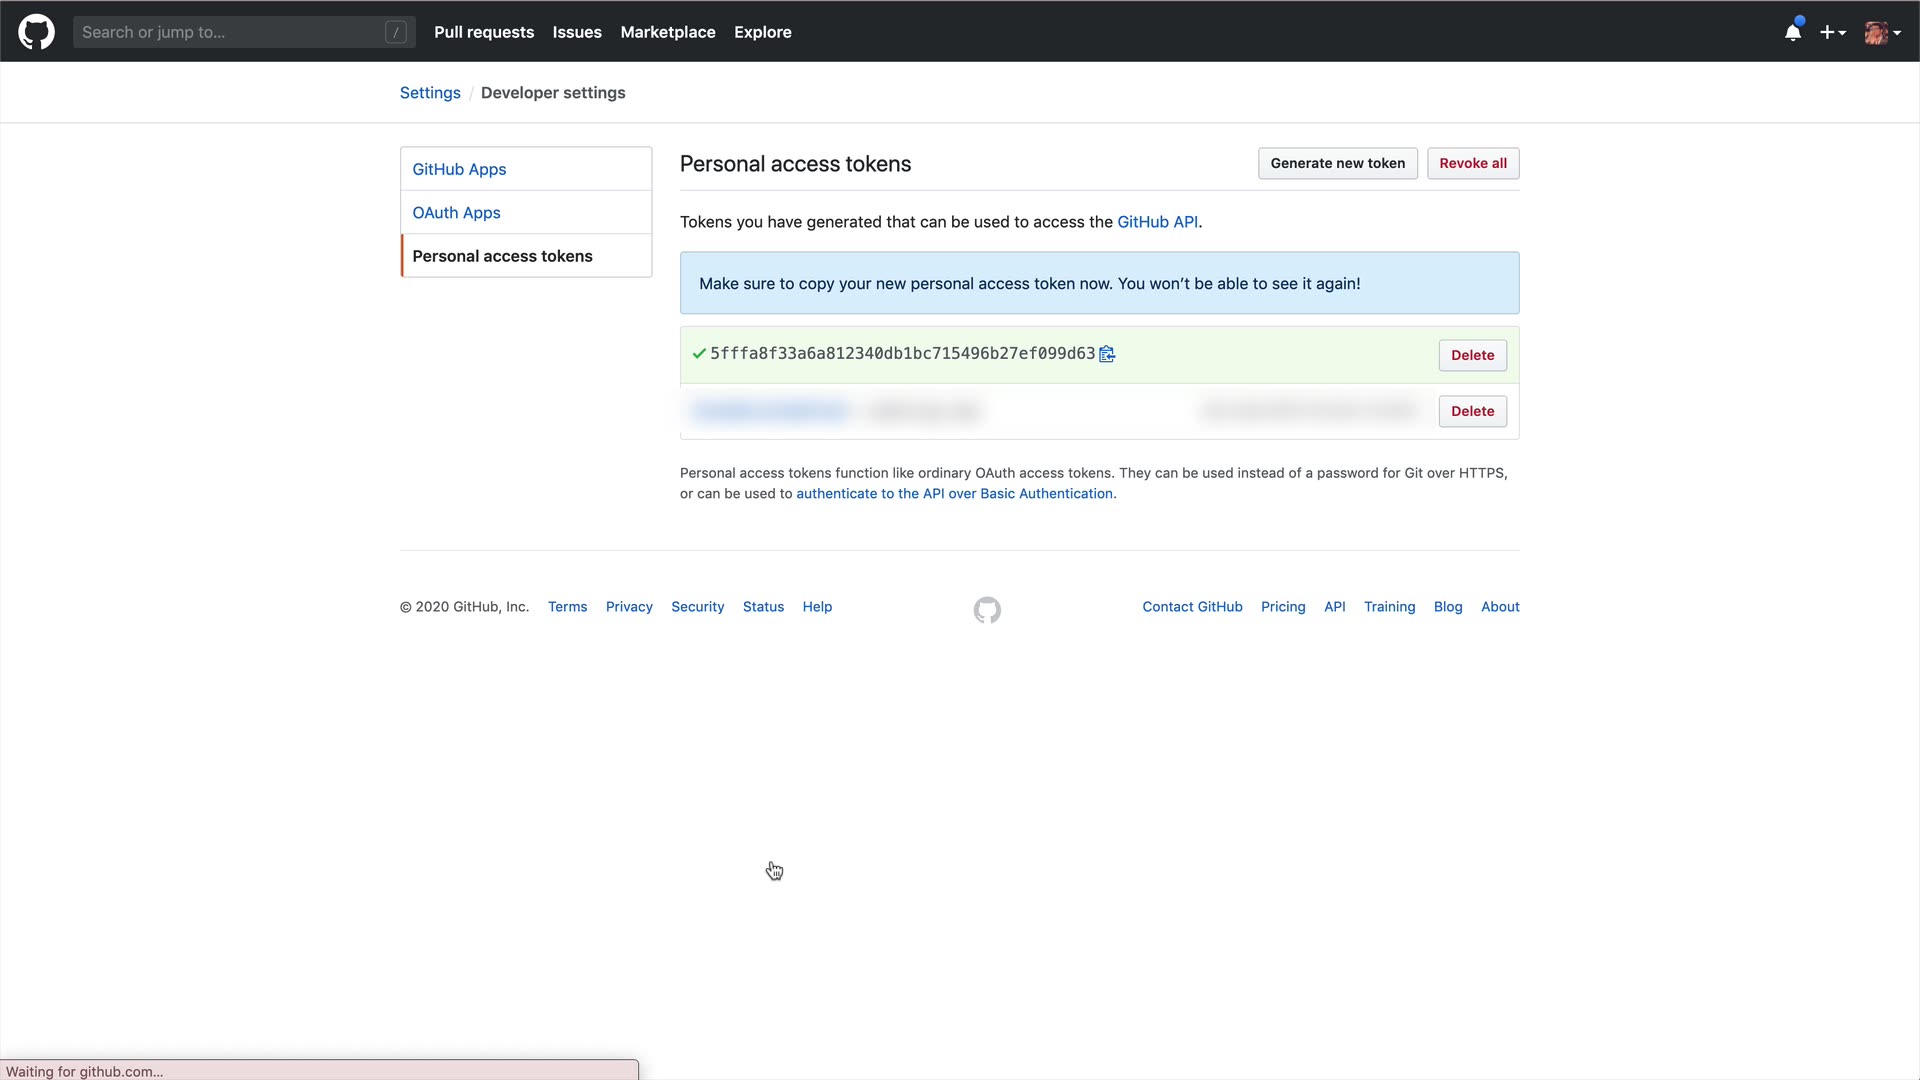 Search or jump to...
/
Pull requests
Issues
Marketplace
Explore
Settings / Developer settings
GitHub Apps
OAuth Apps
Personal access tokens
Personal access tokens
Generate new token
Revoke all
Tokens you have generated that can be used to access the GitHub API.
Make sure to copy your new personal access token now. You won’t be able to see it again!
5fffa8f33a6a812340db1bc715496b27ef099d63
Delete
Delete
Personal access tokens function like ordinary OAuth access tokens. They can be used instead of a password for Git over HTTPS,
or can be used to authenticate to the API over Basic Authentication.
© 2020 GitHub, Inc.
Terms
Privacy
Security
Status
Help
Contact GitHub
Pricing
API
Training
Blog
About
Waiting for github.com...